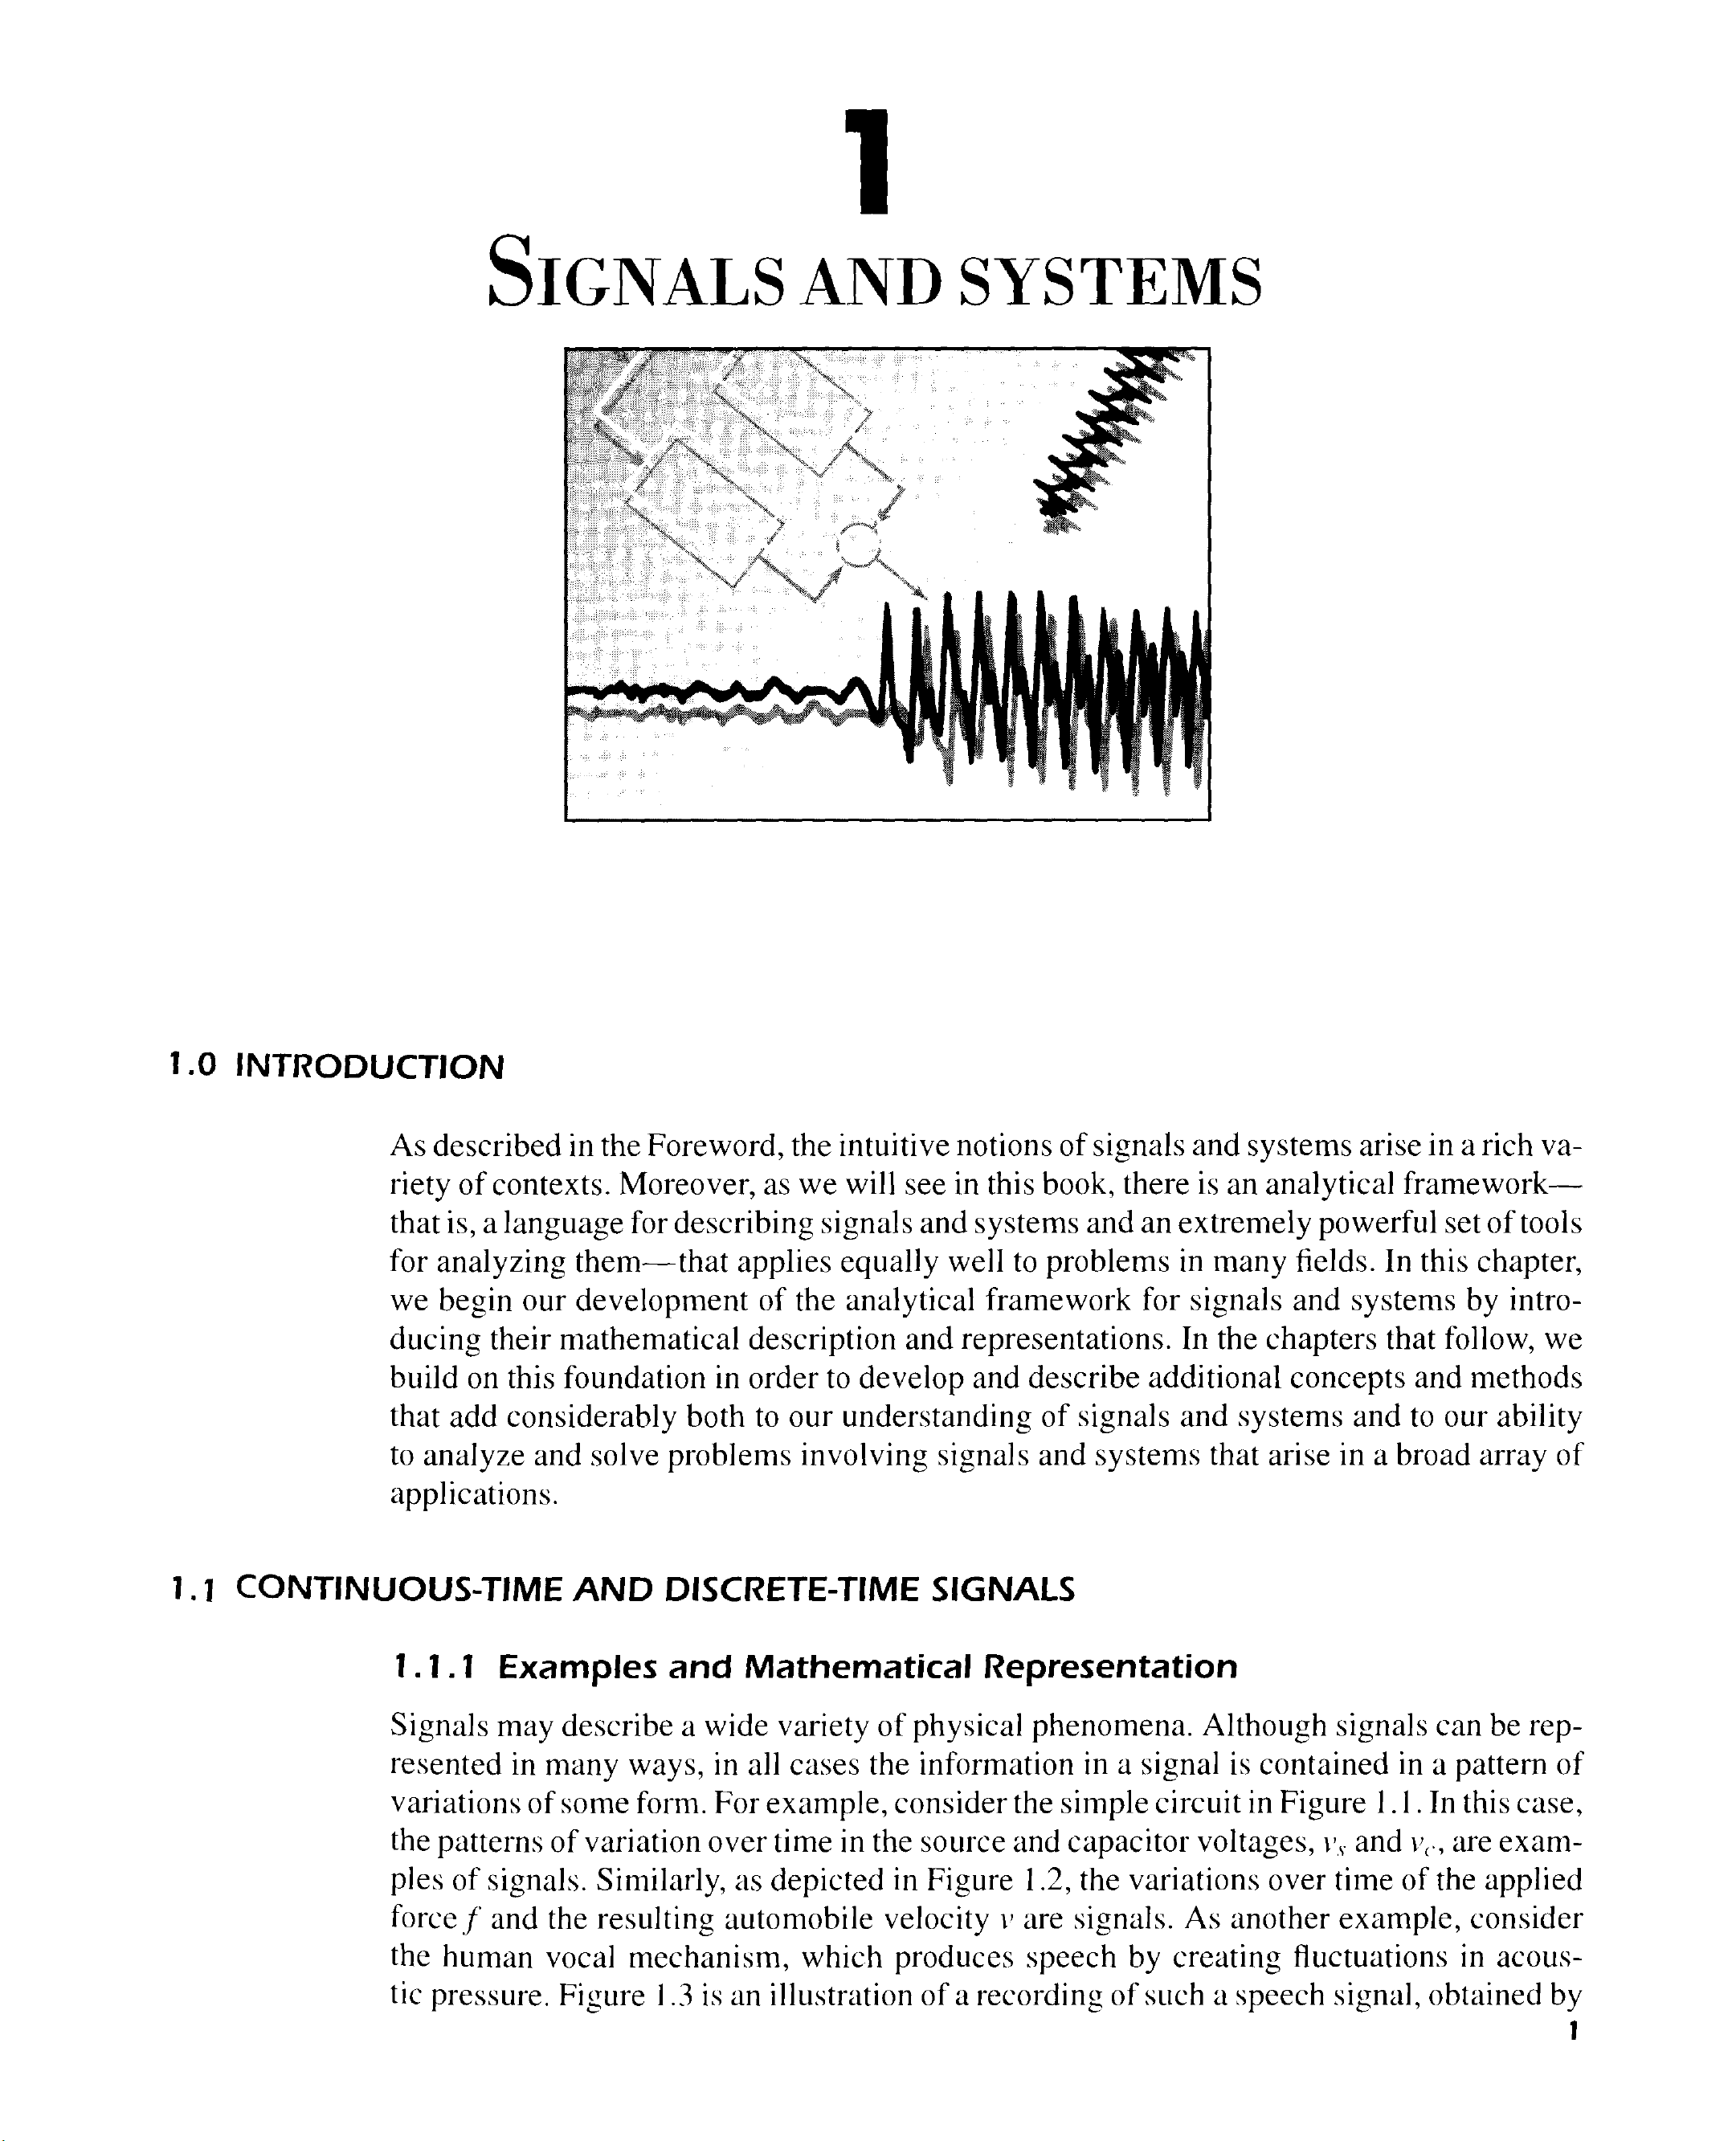 1
SIGNALS AND SYSTEMS
1.0 INTRODUCTION
As described in the Foreword, the intuitive notions of signals and systems arise in a rich va-
riety of contexts. Moreover, as we will see in this book, there is an analytical framework—
that is, a language for describing signals and systems and an extremely powerful set of tools
for analyzing them—that applies equally well to problems in many fields. In this chapter,
we begin our development of the analytical framework for signals and systems by intro-
ducing their mathematical description and representations. In the chapters that follow, we
build on this foundation in order to develop and describe additional concepts and methods
that add considerably both to our understanding of signals and systems and to our ability
to analyze and solve problems involving signals and systems that arise in a broad array of
applications.
1.1 CONTINUOUS-TIME AND DISCRETE-TIME SIGNALS
1.1.1 Examples and Mathematical Representation
Signals may describe a wide variety of physical phenomena. Although signals can be rep-
resented in many ways, in all cases the information in a signal is contained in a pattern of
variations of some form. For example, consider the simple circuit in Figure 1.1. In this case,
the patterns of variation over time in the source and capacitor voltages, v_s and v_c, are exam-
ples of signals. Similarly, as depicted in Figure 1.2, the variations over time of the applied
force f and the resulting automobile velocity v are signals. As another example, consider
the human vocal mechanism, which produces speech by creating fluctuations in acous-
tic pressure. Figure 1.3 is an illustration of a recording of such a speech signal, obtained by
1